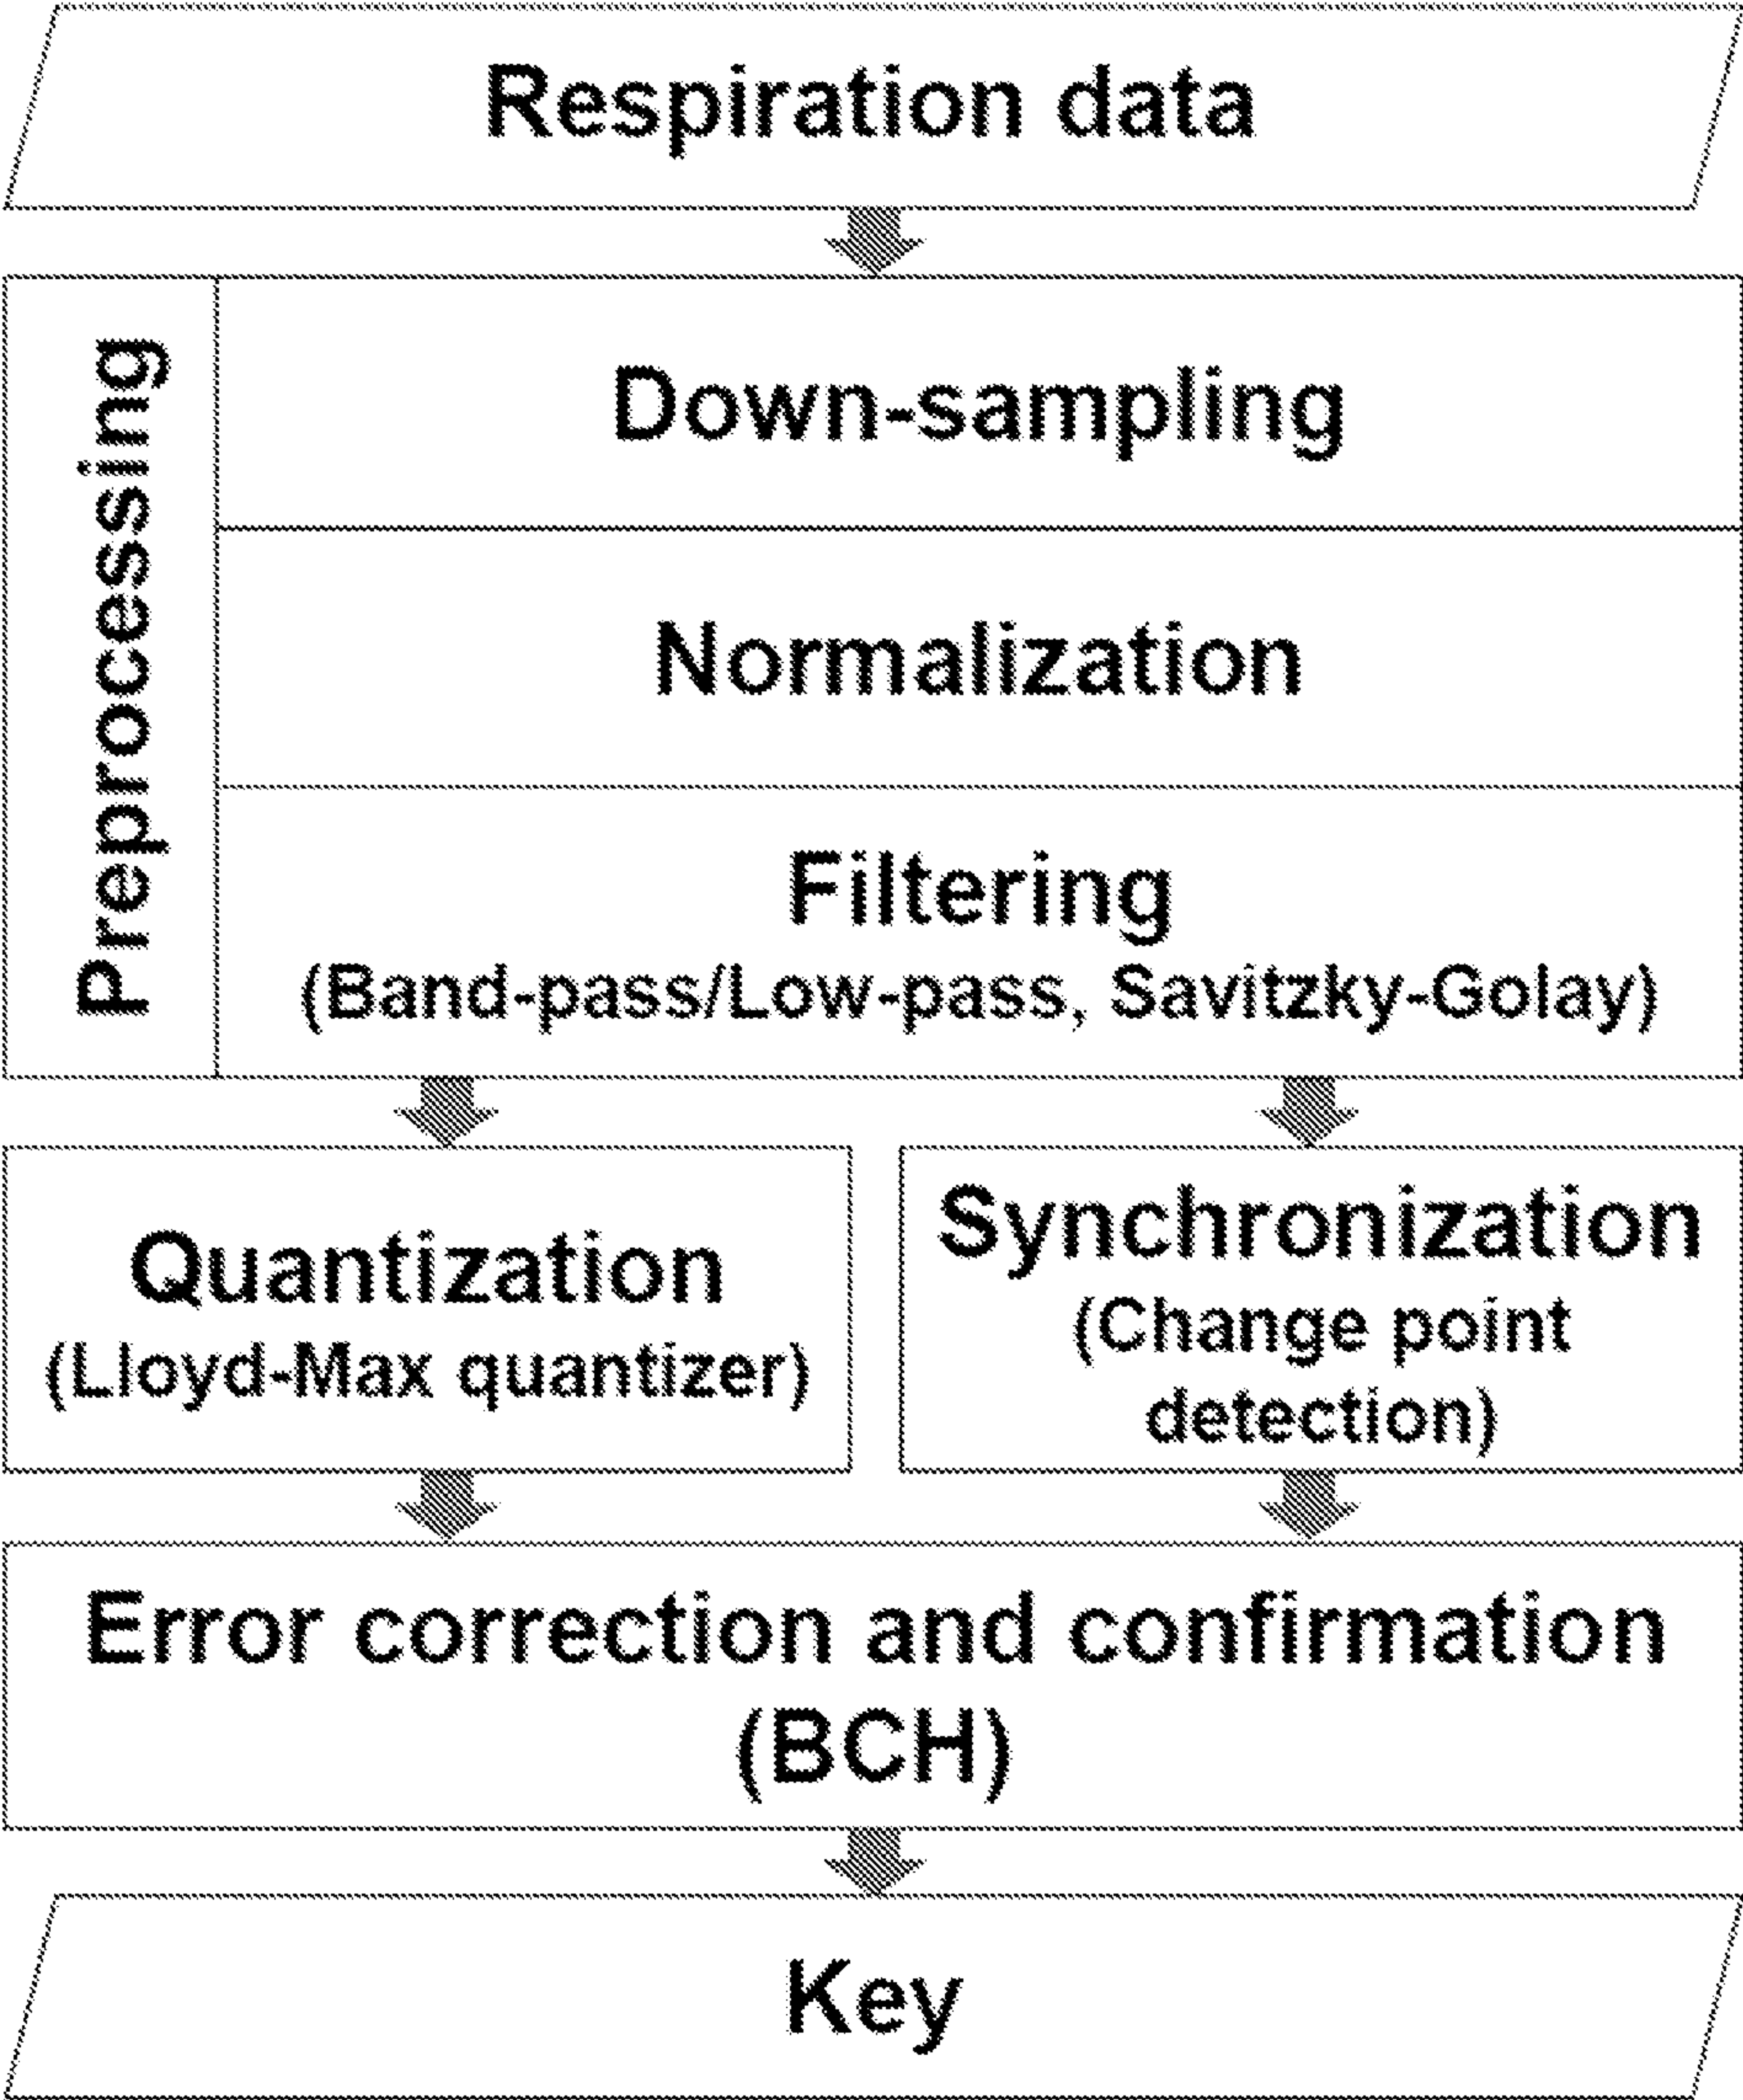 Respiration data
Preprocessing
Down-sampling
Normalization
Filtering
(Band-pass/Low-pass, Savitzky-Golay)
Quantization
(Lloyd-Max quantizer)
Synchronization
(Change point
detection)
Error correction and confirmation
(BCH)
Key